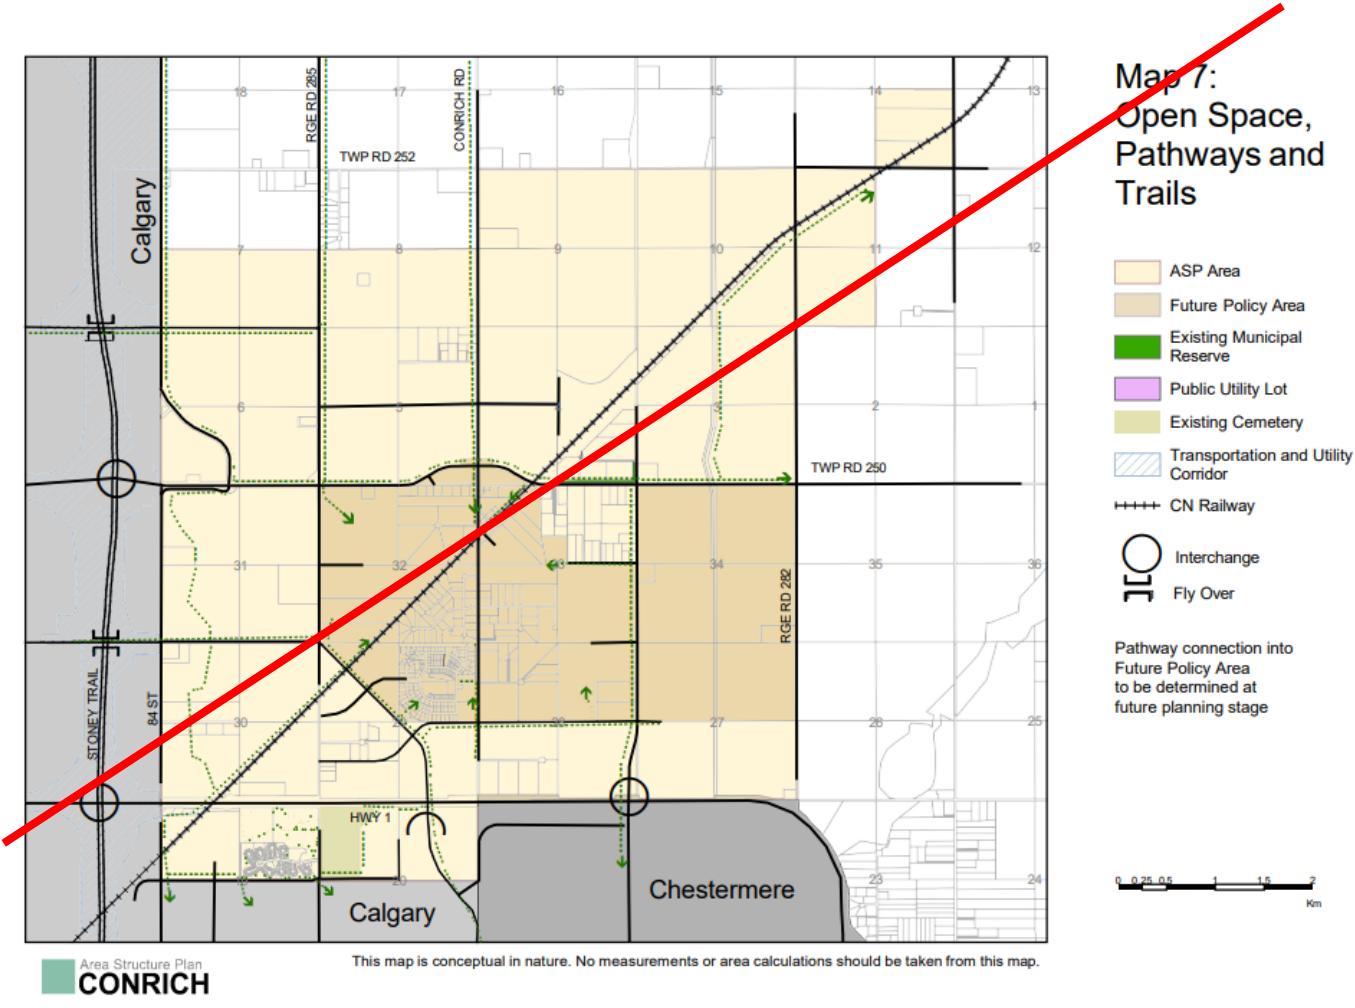 Map 7:
Open Space,
Pathways and
Trails
ASP Area
Future Policy Area
Existing Municipal
Reserve
Public Utility Lot
Existing Cemetery
Transportation and Utility
Corridor
CN Railway
Interchange
Fly Over
Pathway connection into
Future Policy Area
to be determined at
future planning stage
0 0.25 0.5 1 1.5 2
Km
RGE RD 285
CONRICH RD
TWP RD 252
Calgary
18 17 16 15 14 13
7 8 9 10 11 12
6 5 3 2 1
TWP RD 250
31 32 34 35 36
RGE RD 282
STONEY TRAIL
84 ST
30 27 25
HWY 1
20 23 24
Chestermere
Calgary
This map is conceptual in nature. No measurements or area calculations should be taken from this map.
Area Structure Plan
CONRICH